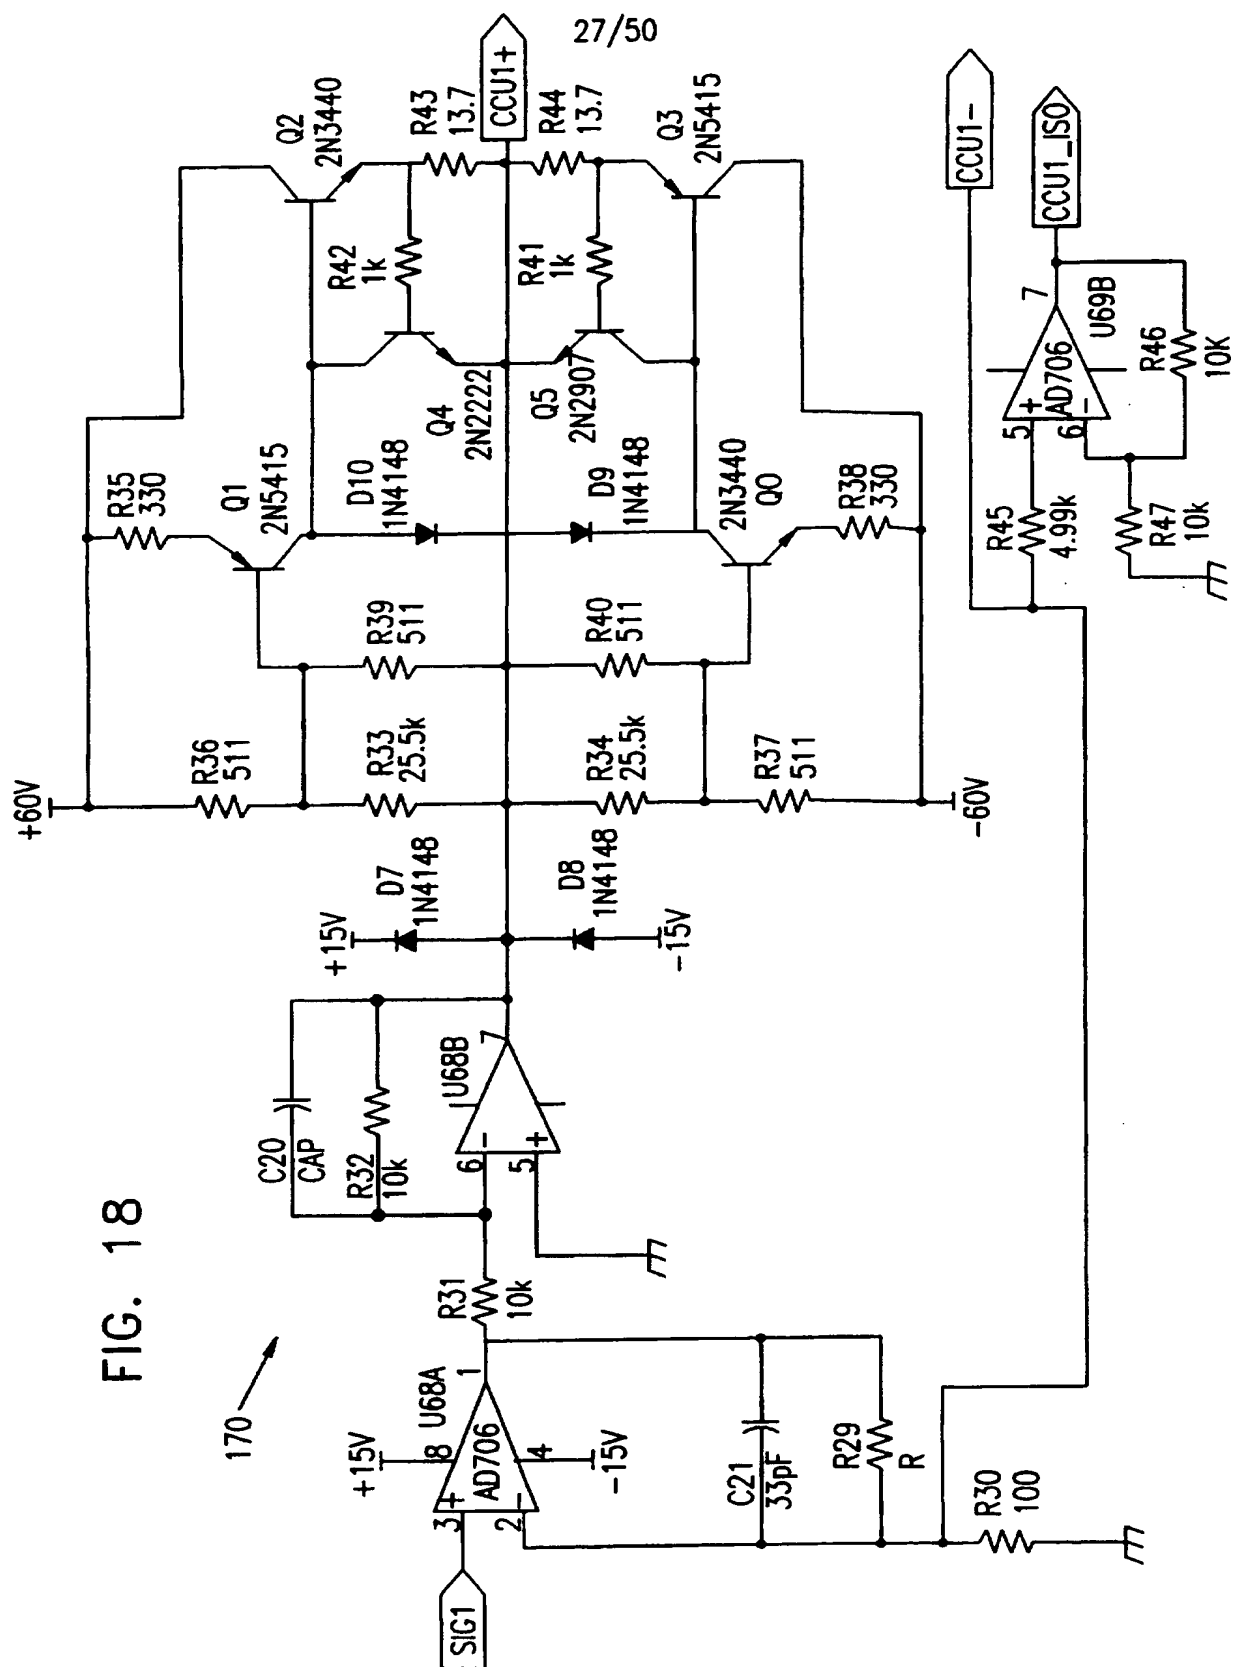 27/50
FIG. 18
170
SIG1
3
2
+
-
AD706
U68A
1
8
4
+15V
-15V
C21
33pF
R29
R
R30
100
R31
10k
C20
CAP
R32
10k
6
5
-
+
U68B
7
+15V
D7
1N4148
D8
1N4148
-15V
+60V
R36
511
R33
25.5k
R34
25.5k
R37
511
-60V
R39
511
R40
511
R35
330
Q1
2N5415
D10
1N4148
D9
1N4148
2N3440
Q0
R38
330
Q4
2N2222
Q5
2N2907
R42
1k
R41
1k
Q2
2N3440
R43
13.7
CCU1+
R44
13.7
Q3
2N5415
CCU1-
CCU1_ISO
R45
4.99k
5
6
+
-
AD706
7
U69B
R46
10K
R47
10k